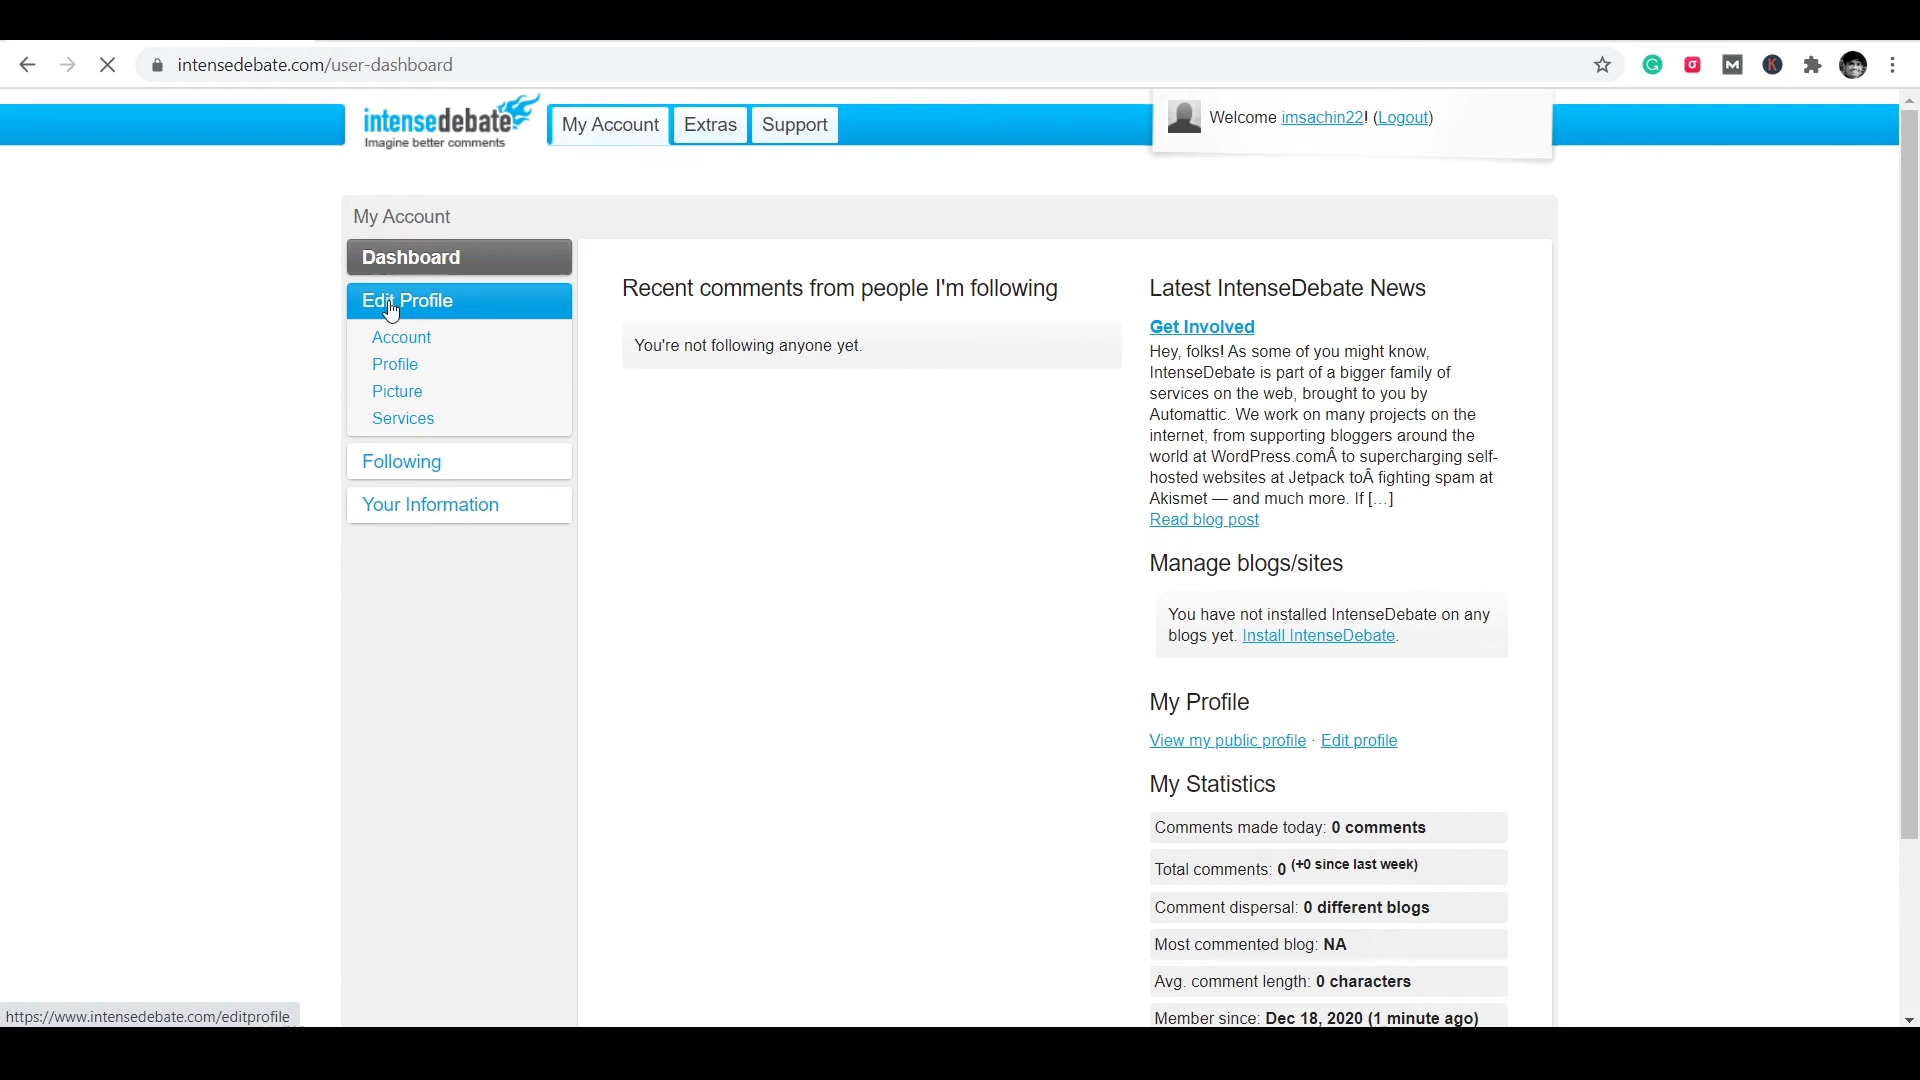 intensedebate.com/user-dashboard
intensedebate
Imagine better comments
My Account
Extras
Support
Welcome imsachin22! (Logout)
My Account
Dashboard
Edit Profile
Account
Profile
Picture
Services
Following
Your Information
Recent comments from people I'm following
You're not following anyone yet.
Latest IntenseDebate News
Get Involved
Hey, folks! As some of you might know,
IntenseDebate is part of a bigger family of
services on the web, brought to you by
Automattic. We work on many projects on the
internet, from supporting bloggers around the
world at WordPress.comÂ to supercharging self-
hosted websites at Jetpack toÂ fighting spam at
Akismet — and much more. If […]
Read blog post
Manage blogs/sites
You have not installed IntenseDebate on any
blogs yet. Install IntenseDebate.
My Profile
View my public profile · Edit profile
My Statistics
Comments made today: 0 comments
Total comments: 0 (+0 since last week)
Comment dispersal: 0 different blogs
Most commented blog: NA
Avg. comment length: 0 characters
Member since: Dec 18, 2020 (1 minute ago)
https://www.intensedebate.com/editprofile